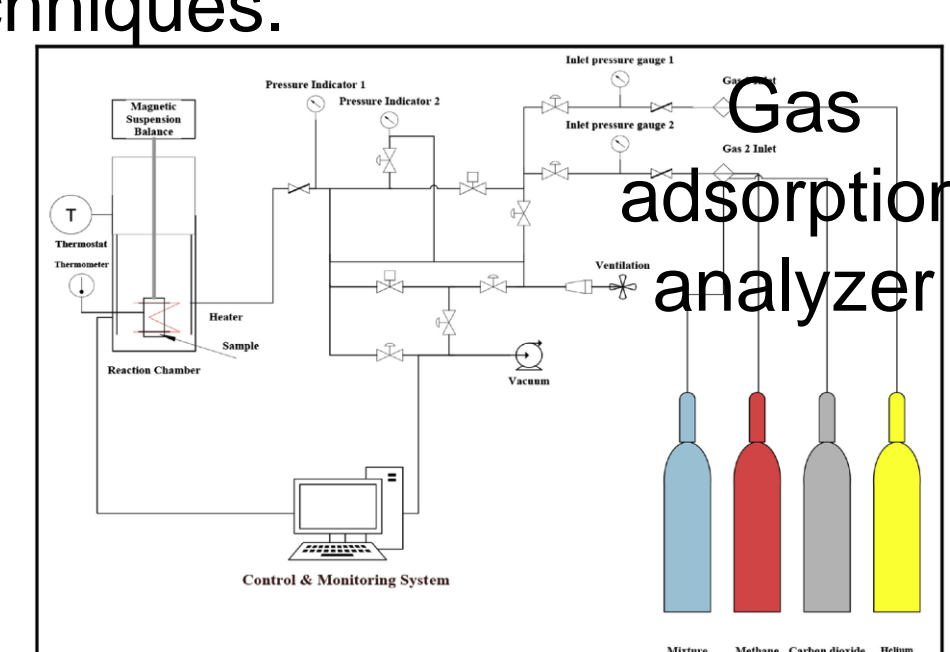 chniques.
Inlet pressure gauge 1
Pressure Indicator 1
Gas Inlet
Gas
Pressure Indicator 2
Magnetic
Suspension
Balance
Inlet pressure gauge 2
Gas 2 Inlet
adsorption
T
Thermostat
Thermometer
Ventilation
analyzer
Heater
Sample
Reaction Chamber
Vacuum
Control & Monitoring System
Mixture
Methane
Carbon dioxide
Helium